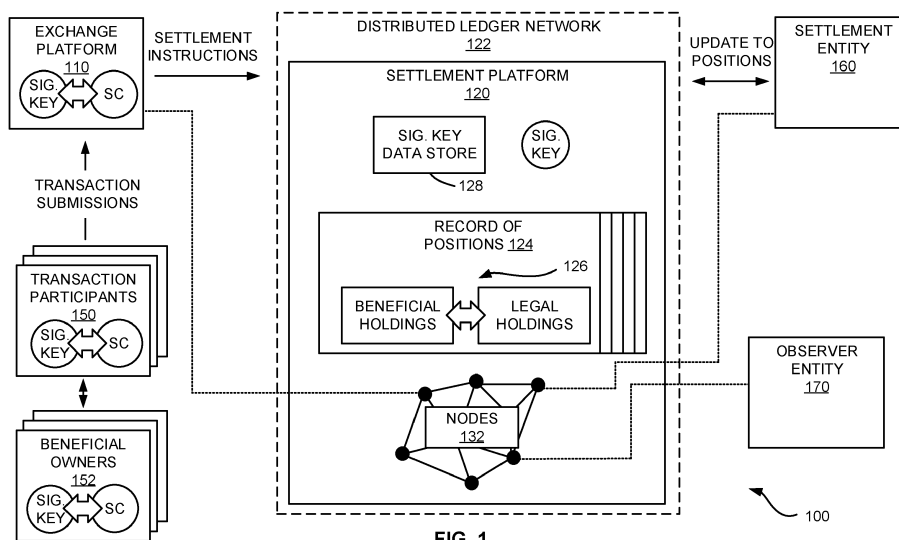 EXCHANGE
PLATFORM
110
SIG.
KEY
SC
SETTLEMENT
INSTRUCTIONS
TRANSACTION
SUBMISSIONS
TRANSACTION
PARTICIPANTS
150
SIG.
KEY
SC
BENEFICIAL
OWNERS
152
SIG.
KEY
SC
DISTRIBUTED LEDGER NETWORK
122
SETTLEMENT PLATFORM
120
SIG. KEY
DATA STORE
128
SIG.
KEY
RECORD OF
POSITIONS 124
126
BENEFICIAL
HOLDINGS
LEGAL
HOLDINGS
NODES
132
UPDATE TO
POSITIONS
SETTLEMENT
ENTITY
160
OBSERVER
ENTITY
170
100
FIG. 1